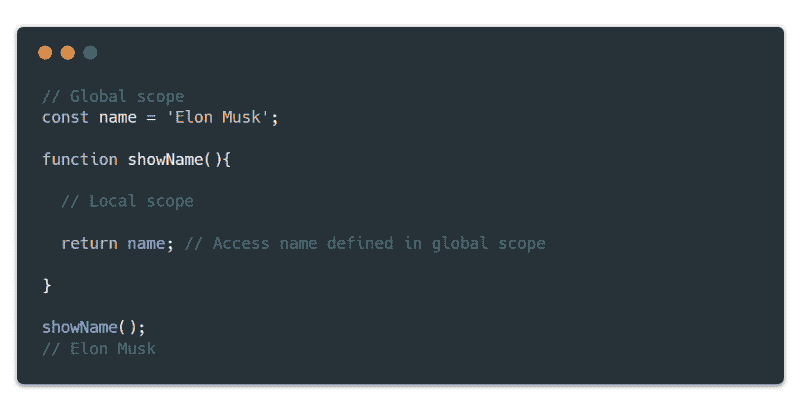 // Global scope
const name = 'Elon Musk';
function showName(){
// Local scope
return name; // Access name defined in global scope
}
showName();
// Elon Musk